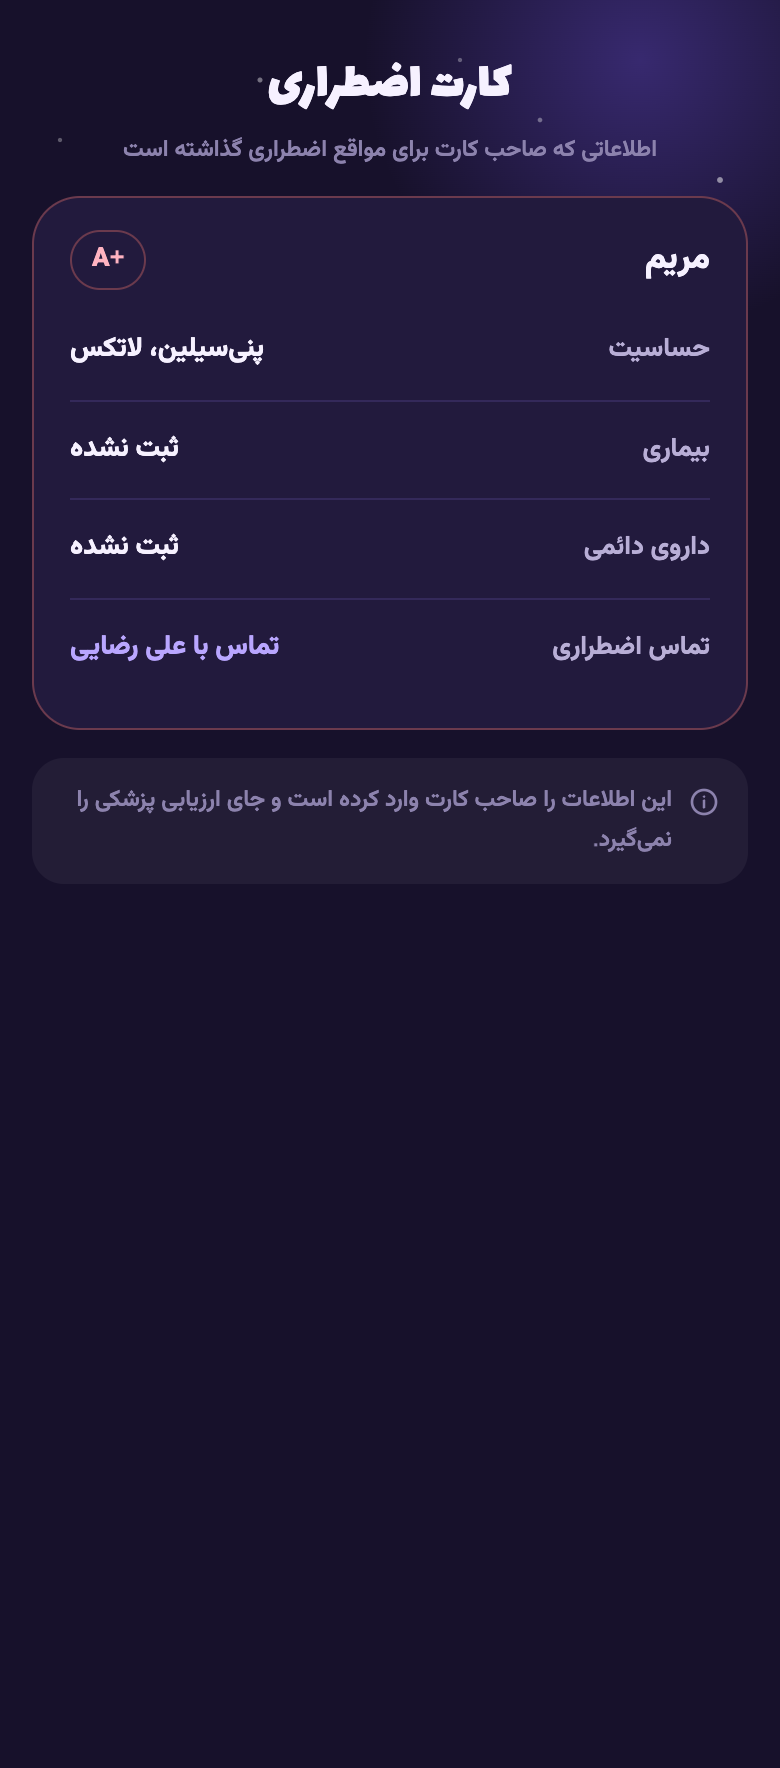 کارت اضطراری
اطلاعاتی که صاحب کارت برای مواقع اضطراری گذاشته است
مریم
A+
حساسیت
پنی‌سیلین، لاتکس
بیماری
ثبت نشده
داروی دائمی
ثبت نشده
تماس اضطراری
تماس با علی رضایی
این اطلاعات را صاحب کارت وارد کرده است و جای ارزیابی پزشکی را
نمی‌گیرد.